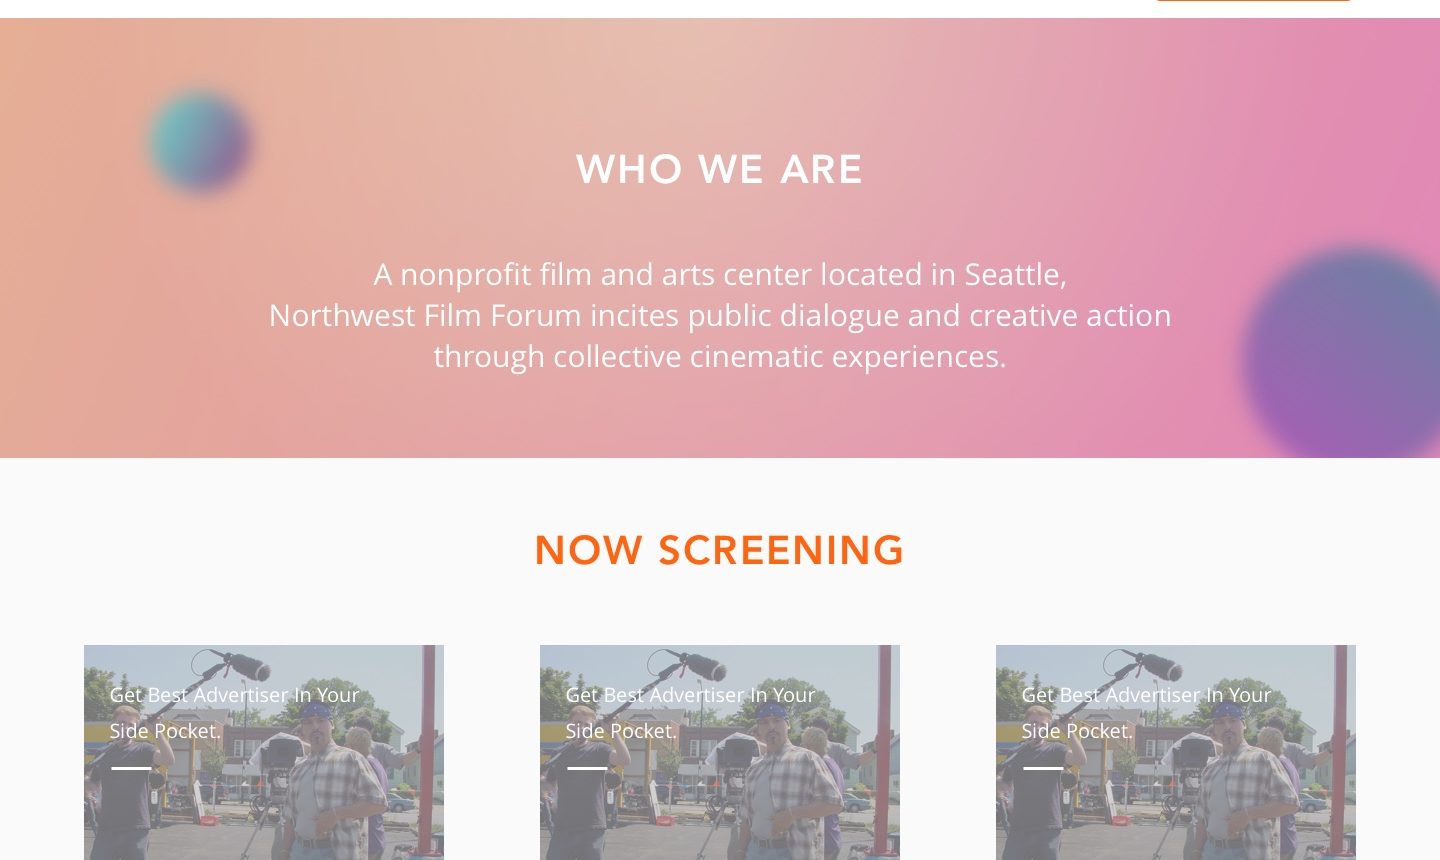 WHO WE ARE
A nonprofit film and arts center located in Seattle,
Northwest Film Forum incites public dialogue and creative action
through collective cinematic experiences.
NOW SCREENING
Get Best Advertiser In Your
Side Pocket.
Get Best Advertiser In Your
Side Pocket.
Get Best Advertiser In Your
Side Pocket.